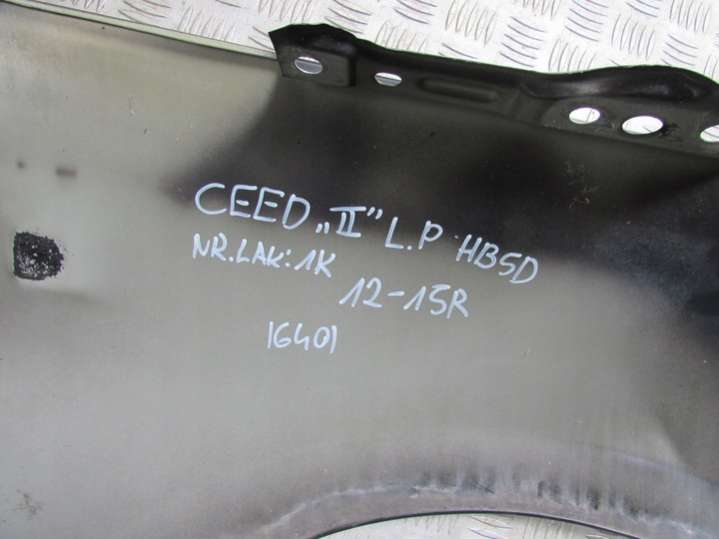 CEED „II” L.P HB5D
NR.LAK:1K
12-15R
16401